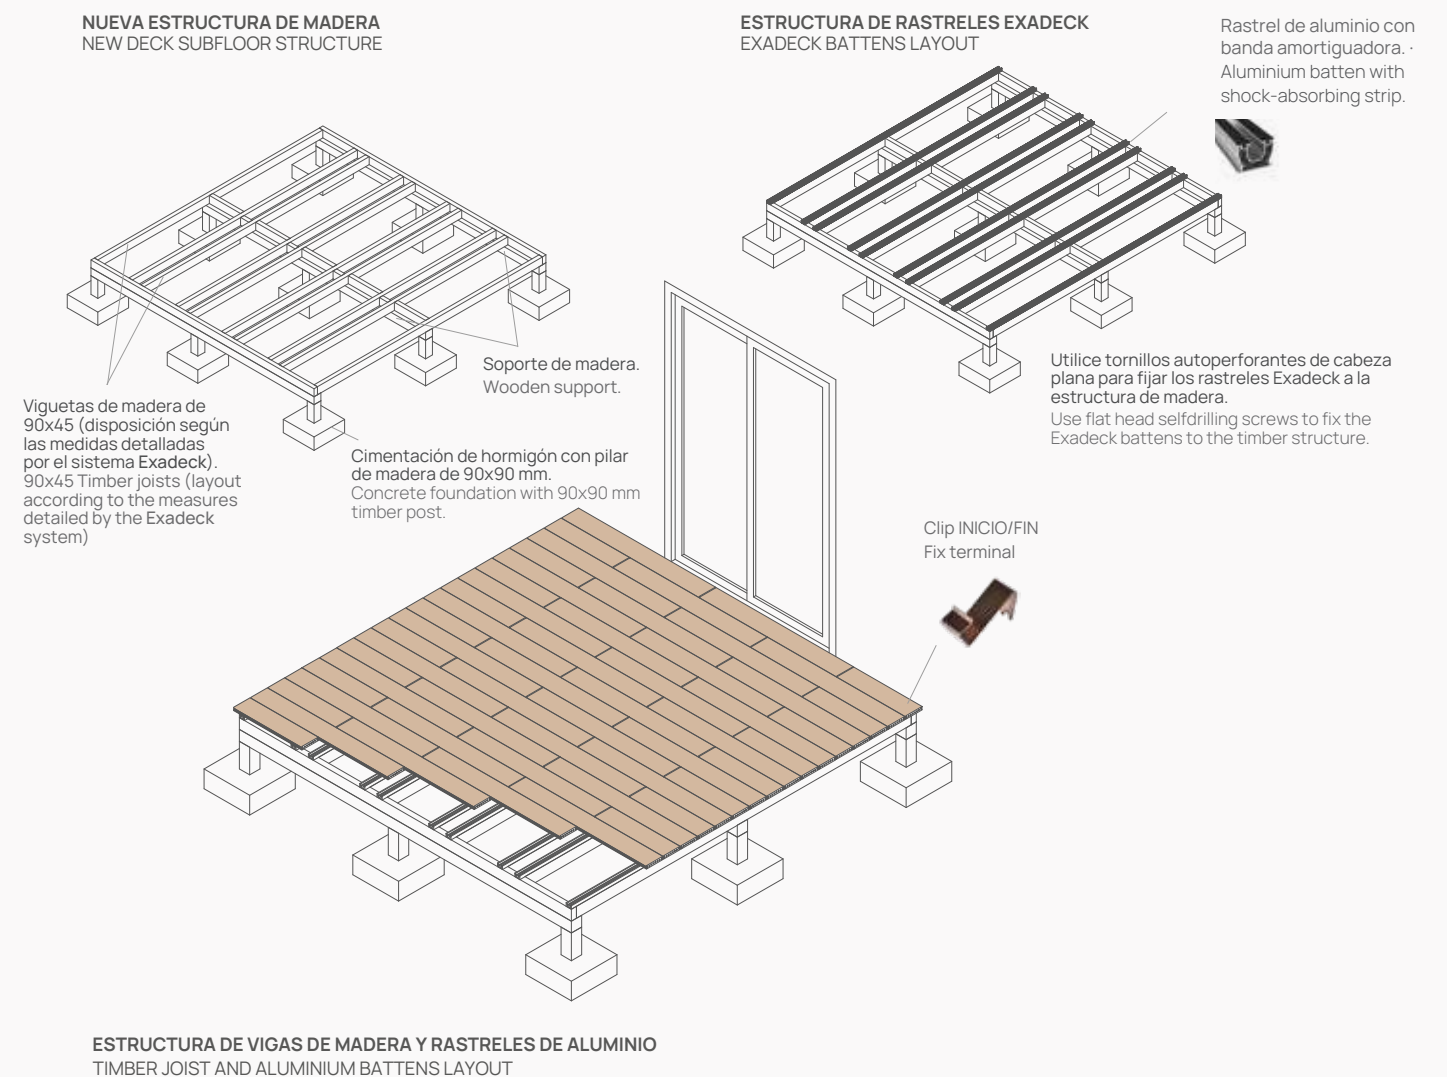 NUEVA ESTRUCTURA DE MADERA
NEW DECK SUBFLOOR STRUCTURE
ESTRUCTURA DE RASTRELES EXADECK
EXADECK BATTENS LAYOUT
Rastrel de aluminio con
banda amortiguadora. ·
Aluminium batten with
shock-absorbing strip.
Soporte de madera.
Wooden support.
Viguetas de madera de
90x45 (disposición según
las medidas detalladas
por el sistema Exadeck).
90x45 Timber joists (layout
according to the measures
detailed by the Exadeck
system)
Cimentación de hormigón con pilar
de madera de 90x90 mm.
Concrete foundation with 90x90 mm
timber post.
Utilice tornillos autoperforantes de cabeza
plana para fijar los rastreles Exadeck a la
estructura de madera.
Use flat head selfdrilling screws to fix the
Exadeck battens to the timber structure.
Clip INICIO/FIN
Fix terminal
ESTRUCTURA DE VIGAS DE MADERA Y RASTRELES DE ALUMINIO
TIMBER JOIST AND ALUMINIUM BATTENS LAYOUT